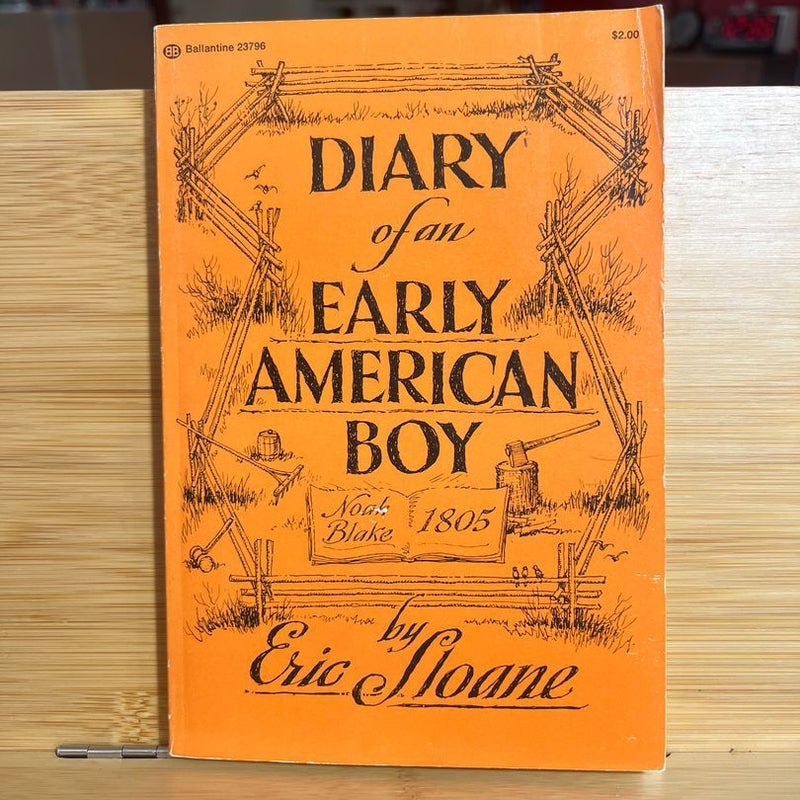 BB Ballantine 23796
$2.00
DIARY
of an
EARLY
AMERICAN
BOY
Noah
Blake
1805
by
Eric Sloane